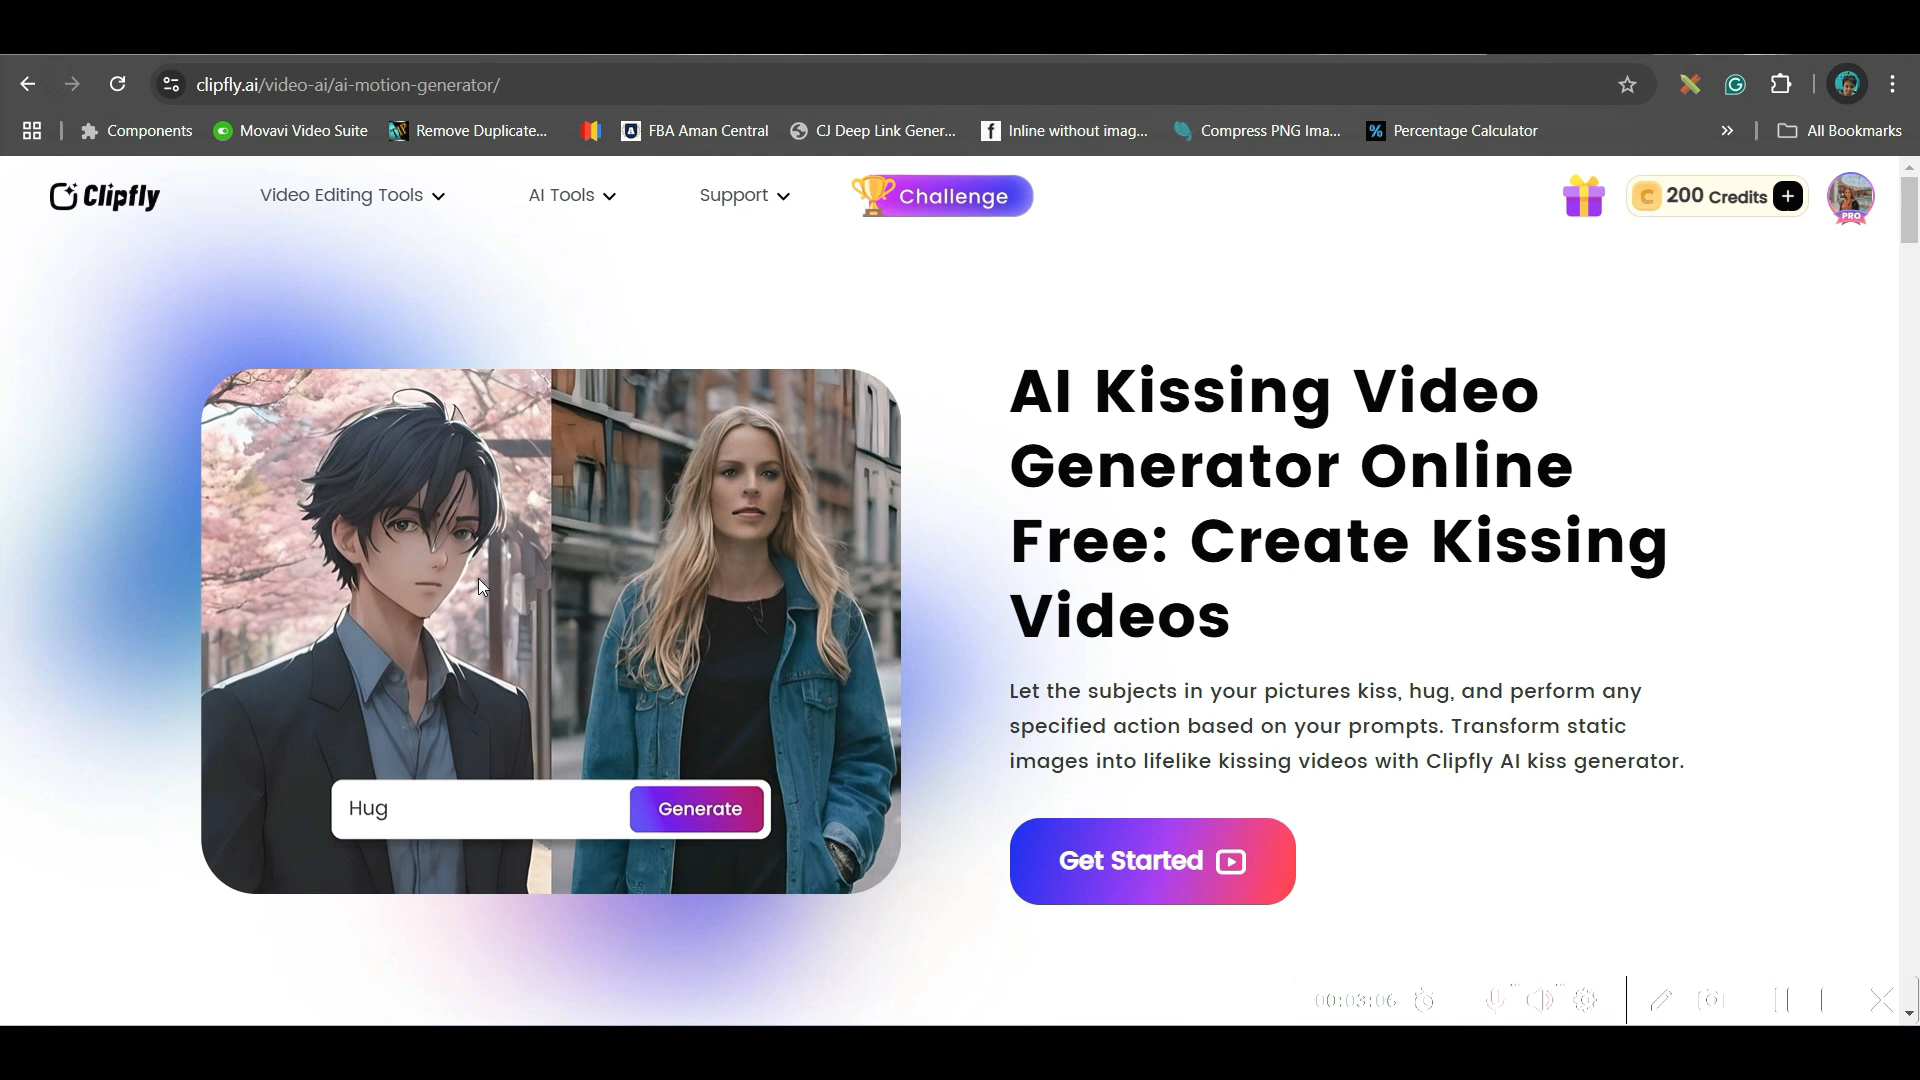 clipfly.ai/video-ai/ai-motion-generator/
Components
Movavi Video Suite
Remove Duplicate...
FBA Aman Central
CJ Deep Link Gener...
Inline without imag...
Compress PNG Ima...
Percentage Calculator
All Bookmarks
Clipfly
Video Editing Tools
AI Tools
Support
Challenge
C 200 Credits +
PRO
AI Kissing Video
Generator Online
Free: Create Kissing
Videos
Let the subjects in your pictures kiss, hug, and perform any
specified action based on your prompts. Transform static
images into lifelike kissing videos with Clipfly AI kiss generator.
Hug
Generate
Get Started
00:03:06